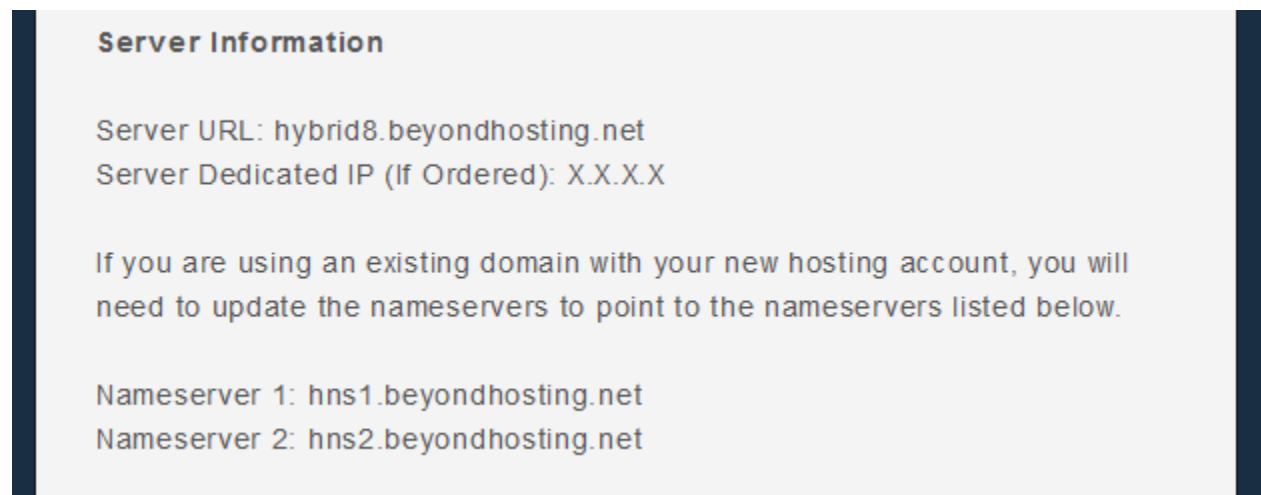 Server Information
Server URL: hybrid8.beyondhosting.net
Server Dedicated IP (If Ordered): X.X.X.X
If you are using an existing domain with your new hosting account, you will
need to update the nameservers to point to the nameservers listed below.
Nameserver 1: hns1.beyondhosting.net
Nameserver 2: hns2.beyondhosting.net